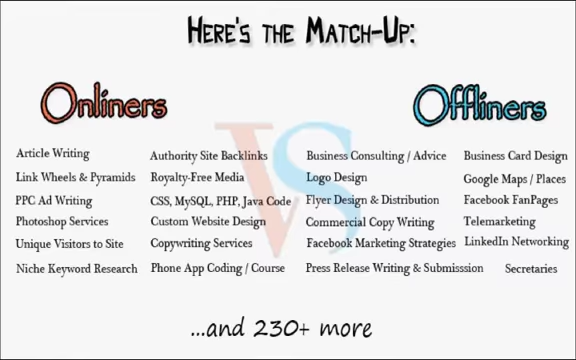 Here's the Match-Up:
Onliners
Offliners
VS
Article Writing
Link Wheels & Pyramids
PPC Ad Writing
Photoshop Services
Unique Visitors to Site
Niche Keyword Research
Authority Site Backlinks
Royalty-Free Media
CSS, MySQL, PHP, Java Code
Custom Website Design
Copywriting Services
Phone App Coding / Course
Business Consulting / Advice
Logo Design
Flyer Design & Distribution
Commercial Copy Writing
Facebook Marketing Strategies
Press Release Writing & Submisssion
Business Card Design
Google Maps / Places
Facebook FanPages
Telemarketing
LinkedIn Networking
Secretaries
...and 230+ more